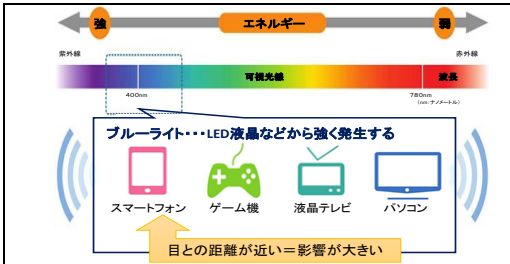 強 エネルギー 弱
紫外線 赤外線
可視光線 波長
400nm 780nm
(nm:ナノメートル)
ブルーライト・・・LED液晶などから強く発生する
スマートフォン ゲーム機 液晶テレビ パソコン
目との距離が近い＝影響が大きい